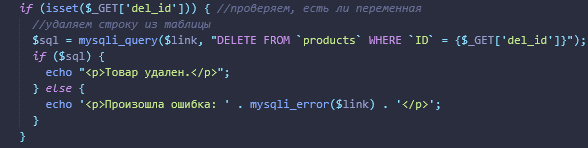 if (isset($_GET['del_id'])) { //проверяем, есть ли переменная
//удаляем строку из таблицы
$sql = mysqli_query($link, "DELETE FROM `products` WHERE `ID` = {$_GET['del_id']}");
if ($sql) {
echo "<p>Товар удален.</p>";
} else {
echo '<p>Произошла ошибка: ' . mysqli_error($link) . '</p>';
}
}